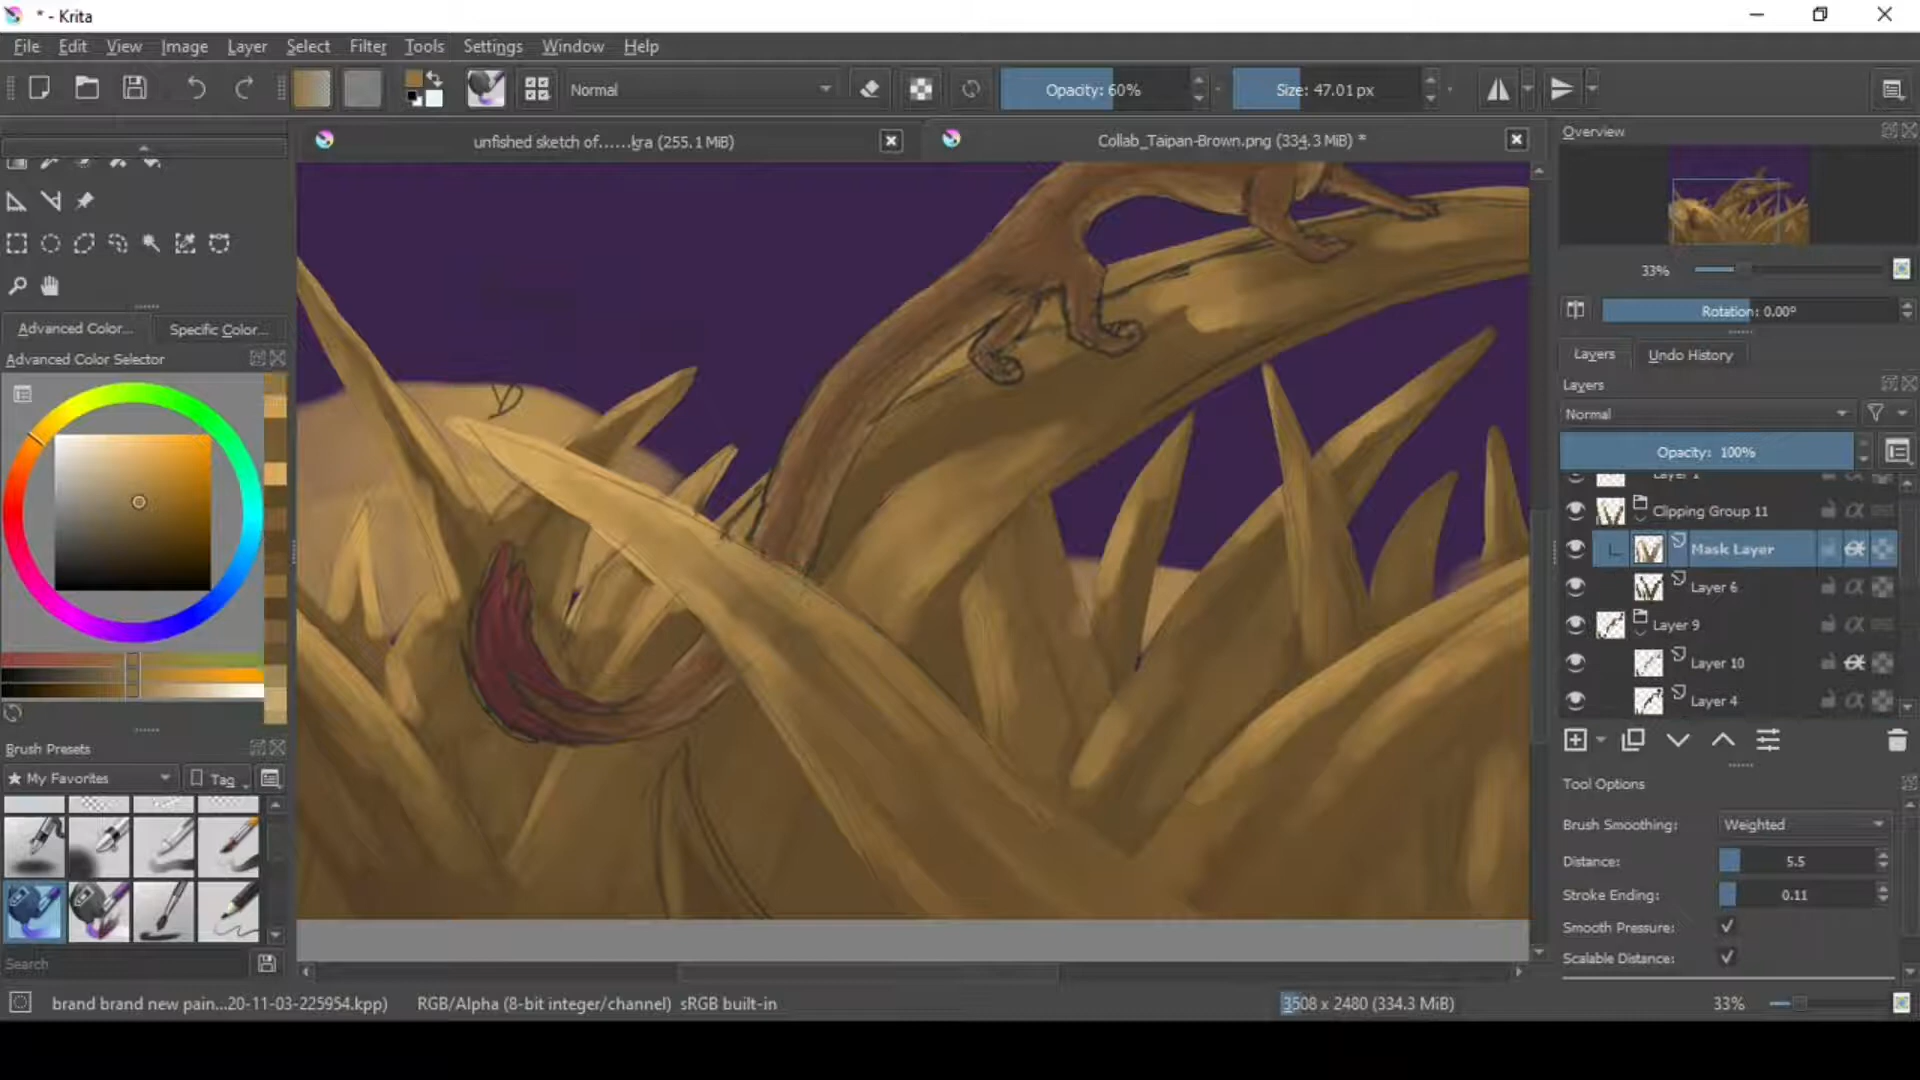 * - Krita
File Edit View Image Layer Select Filter Tools Settings Window Help
Normal
Opacity: 60%
Size: 47.01 px
unfished sketch of......kra (255.1 MiB)
Collab_Taipan-Brown.png (334.3 MiB) *
Overview
33%
Rotation: 0.00°
Advanced Color...
Specific Color...
Advanced Color Selector
Layers
Undo History
Layers
Normal
Opacity: 100%
Layer 1
Clipping Group 11
Mask Layer
Layer 6
Layer 9
Layer 10
Layer 4
Brush Presets
My Favorites
Tag
Search
Tool Options
Brush Smoothing: Weighted
Distance: 5.5
Stroke Ending: 0.11
Smooth Pressure:
Scalable Distance:
brand brand new pain...20-11-03-225954.kpp)
RGB/Alpha (8-bit integer/channel) sRGB built-in
3508 x 2480 (334.3 MiB)
33%